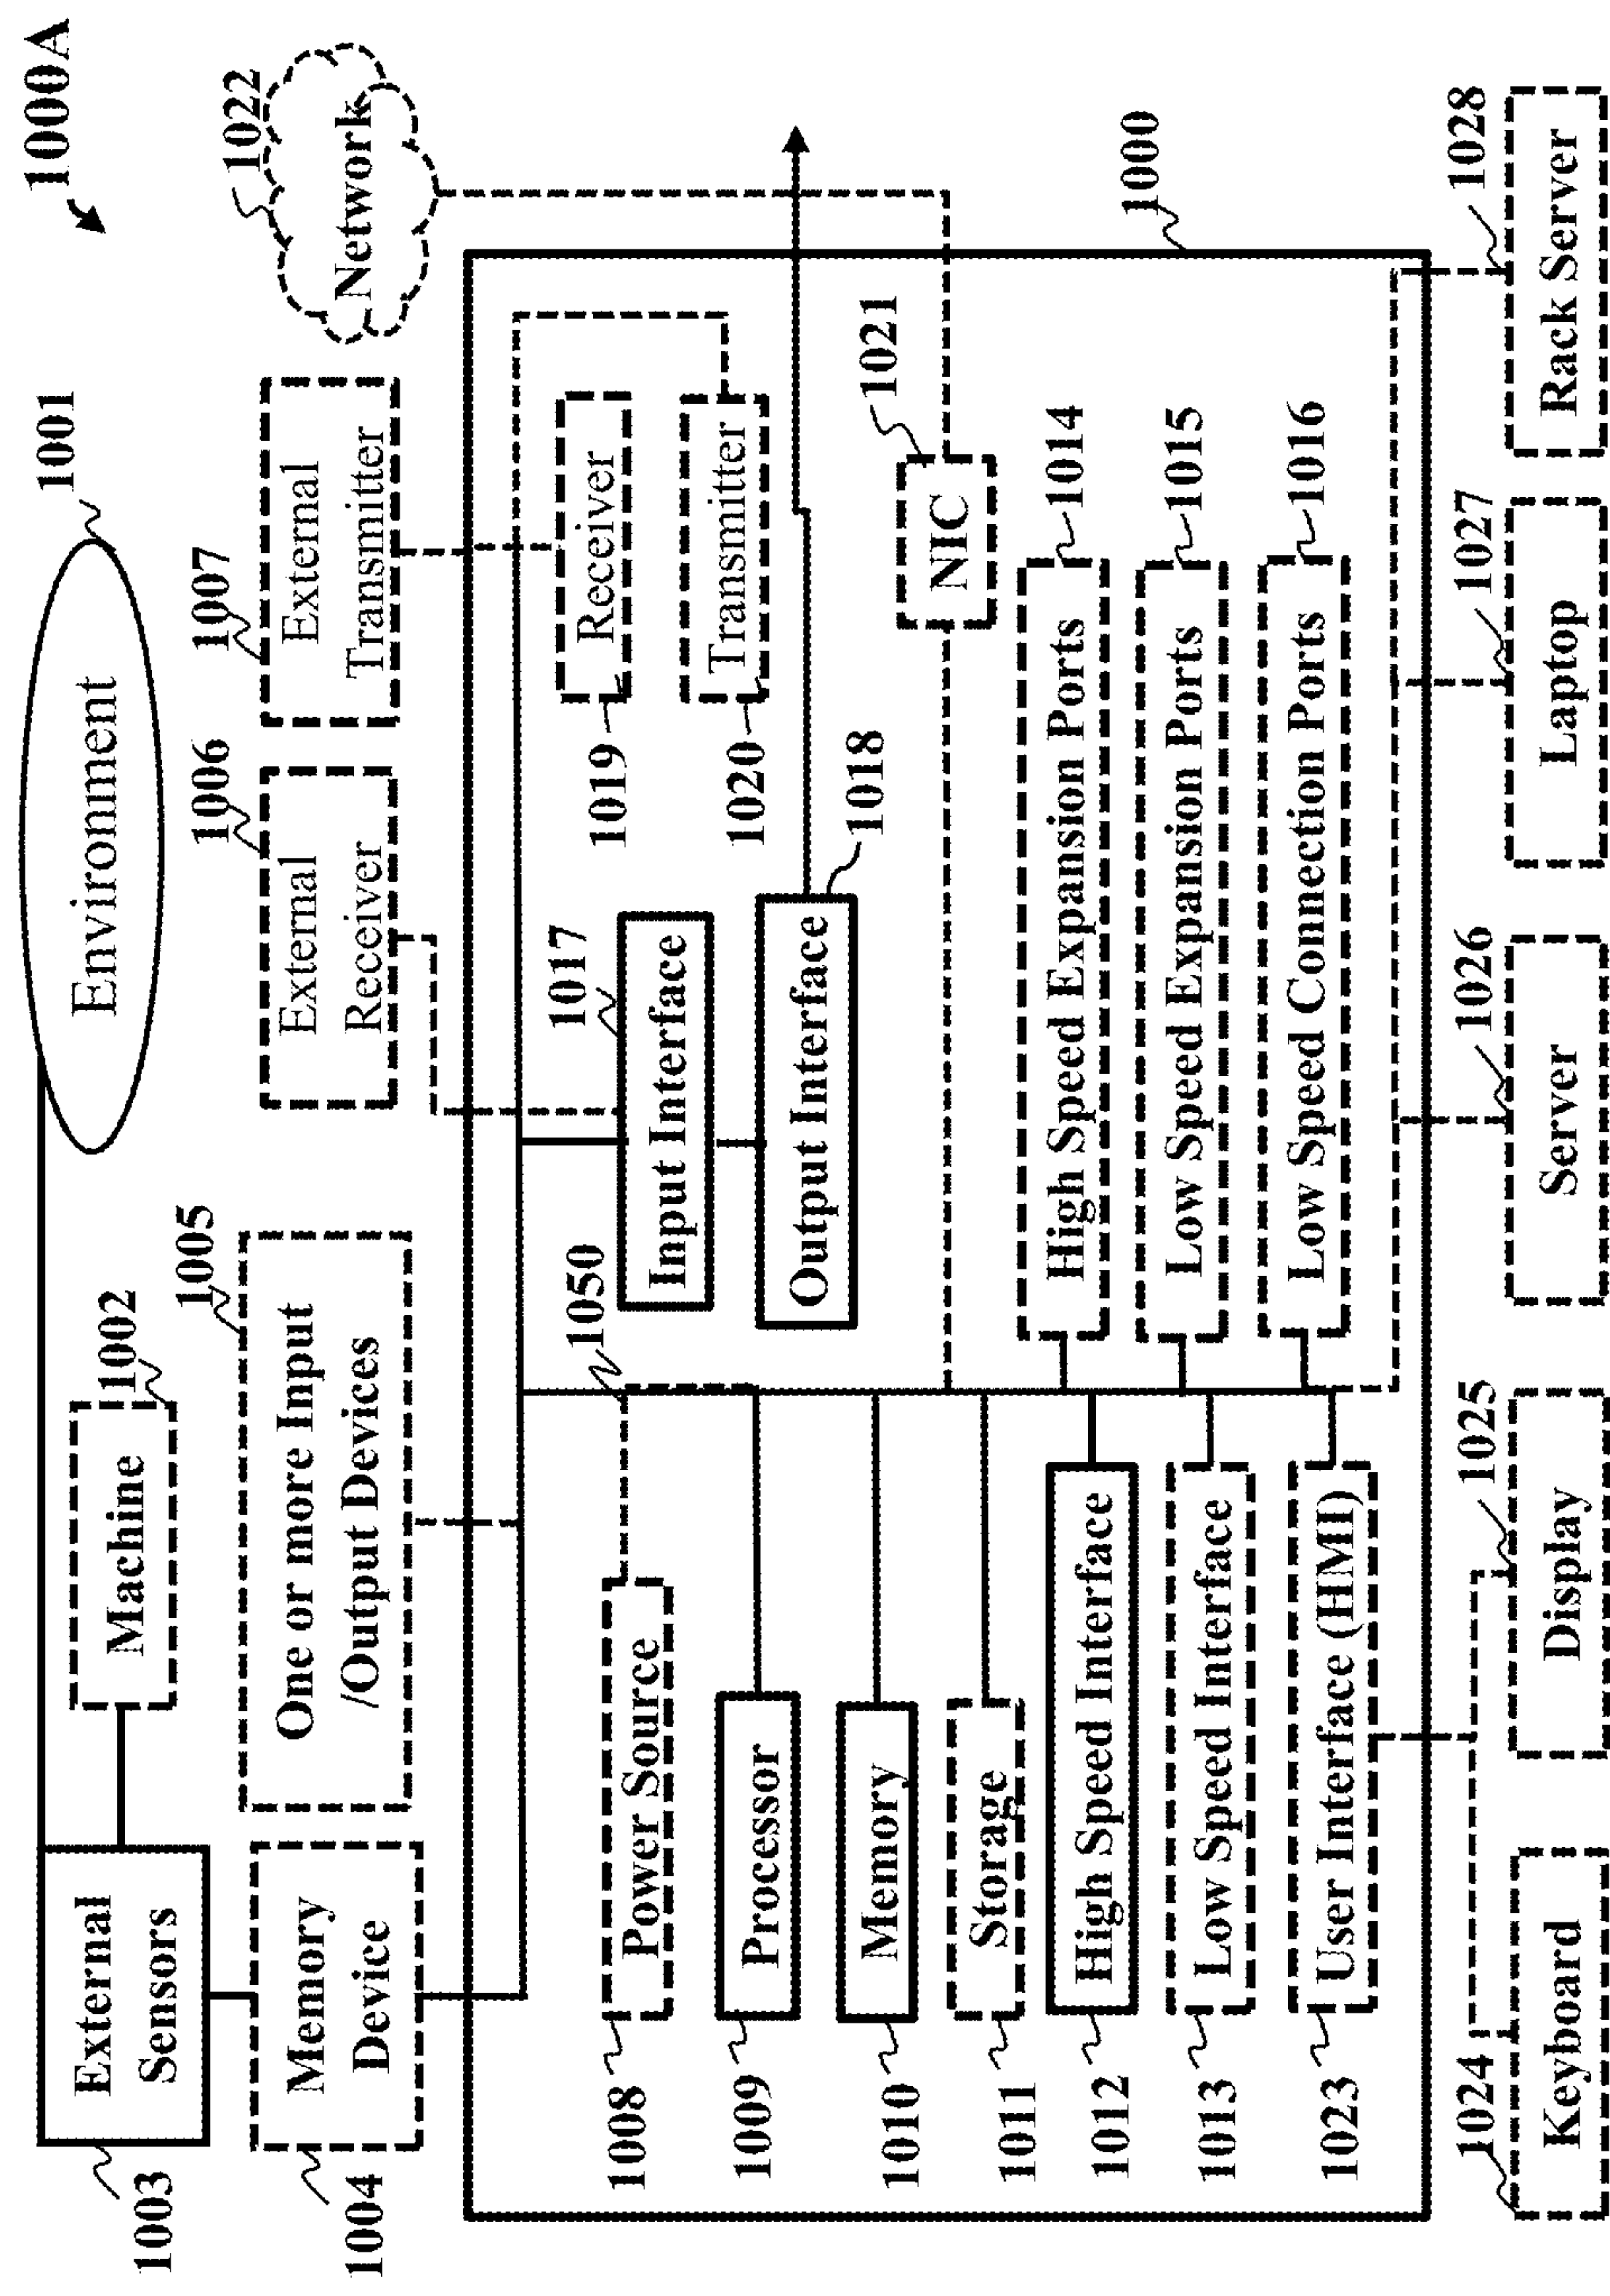 1000A
1001
Environment
1002
Machine
1003
External
Sensors
1004
Memory
Device
1005
One or more Input
/Output Devices
1006
External
Receiver
1007
External
Transmitter
1022
Network
1050
1008
Power Source
1009
Processor
1010
Memory
1011
Storage
1012
High Speed Interface
1013
Low Speed Interface
1023
User Interface (HMI)
1017
Input Interface
Output Interface
1018
1019
Receiver
1020
Transmitter
1021
NIC
1000
High Speed Expansion Ports
1014
Low Speed Expansion Ports
1015
Low Speed Connection Ports
1016
1024
Keyboard
1025
Display
1026
Server
1027
Laptop
1028
Rack Server